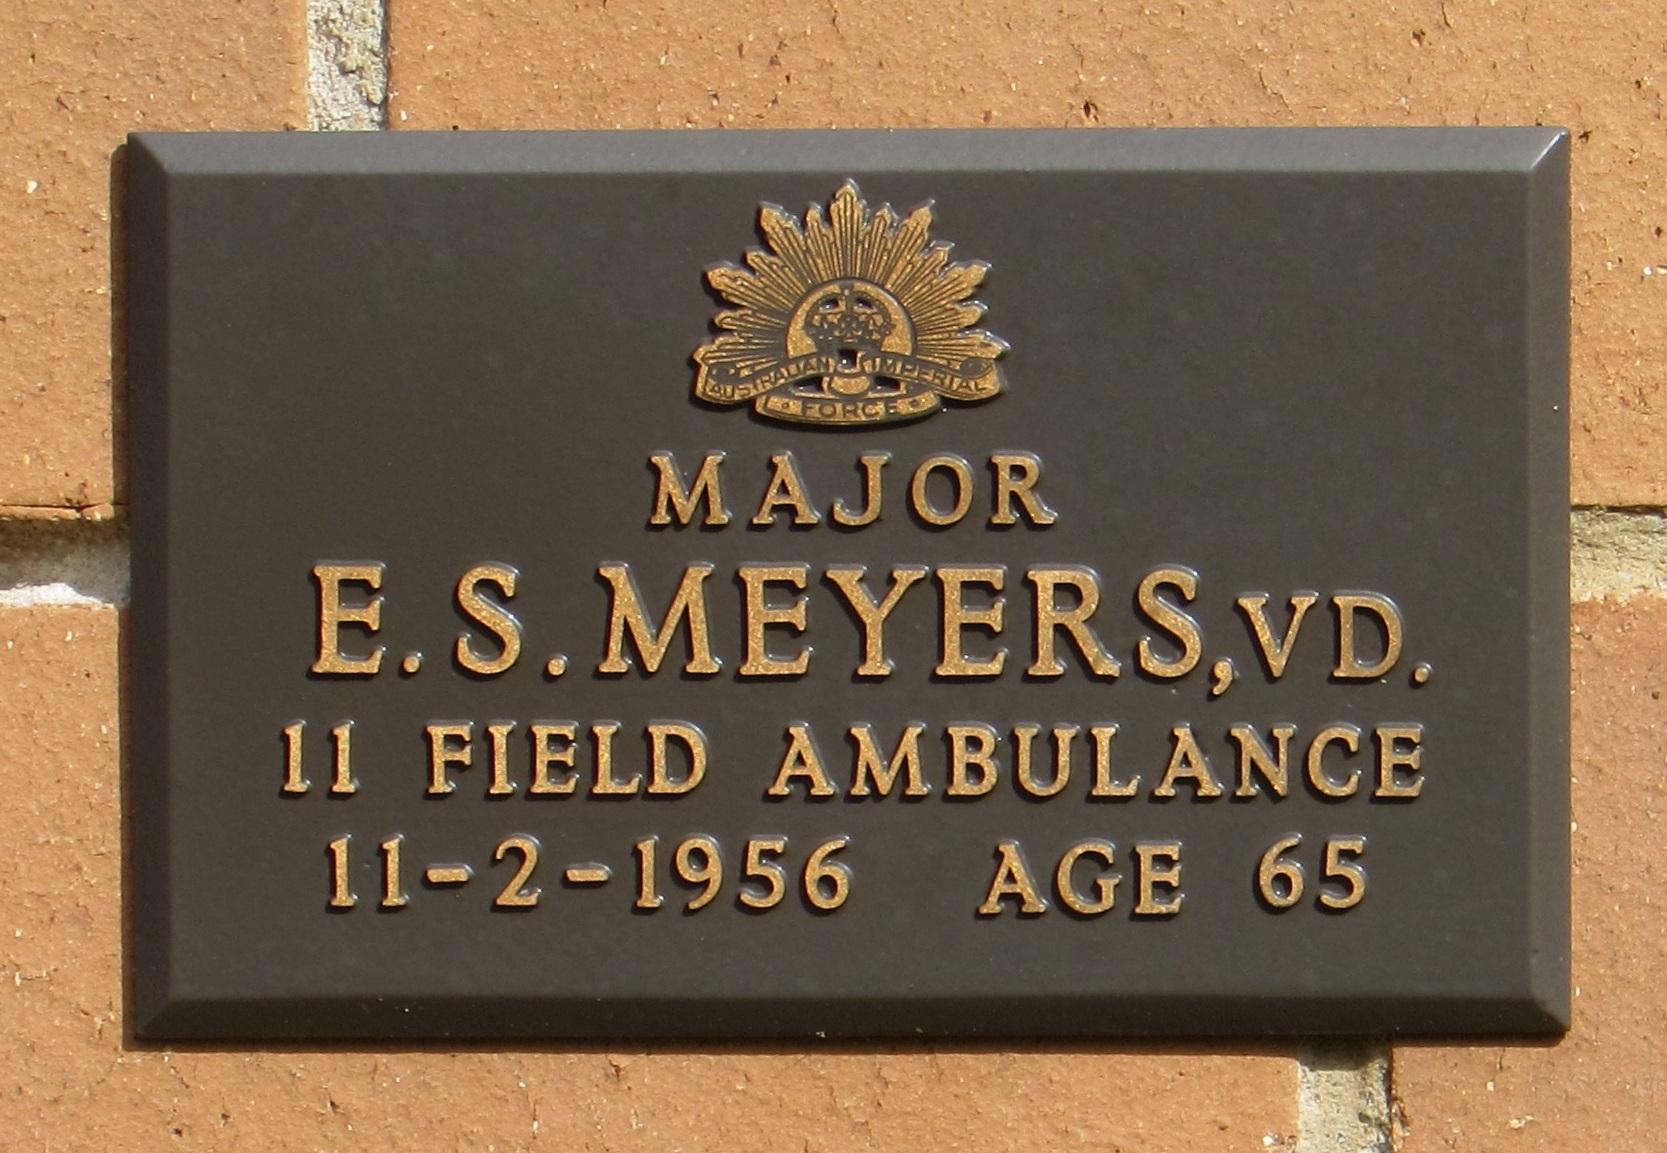 AUSTRALIAN IMPERIAL
FORCE
MAJOR
E. S. MEYERS, VD.
11 FIELD AMBULANCE
11-2-1956 AGE 65